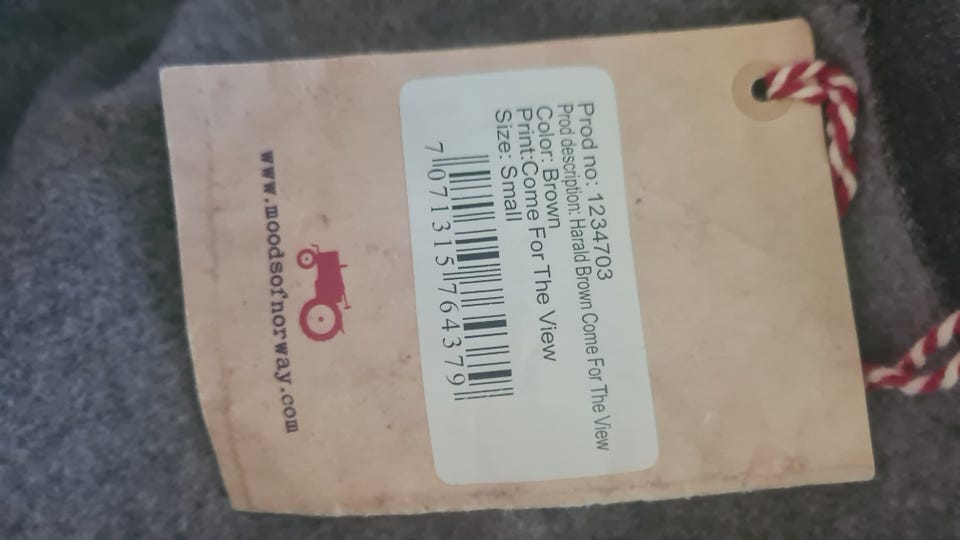 Prod no: 1234703
Prod description: Harald Brown Come For The View
Color: Brown
Print:Come For The View
Size: Small
7 071315 764379
www.moodsofnorway.com